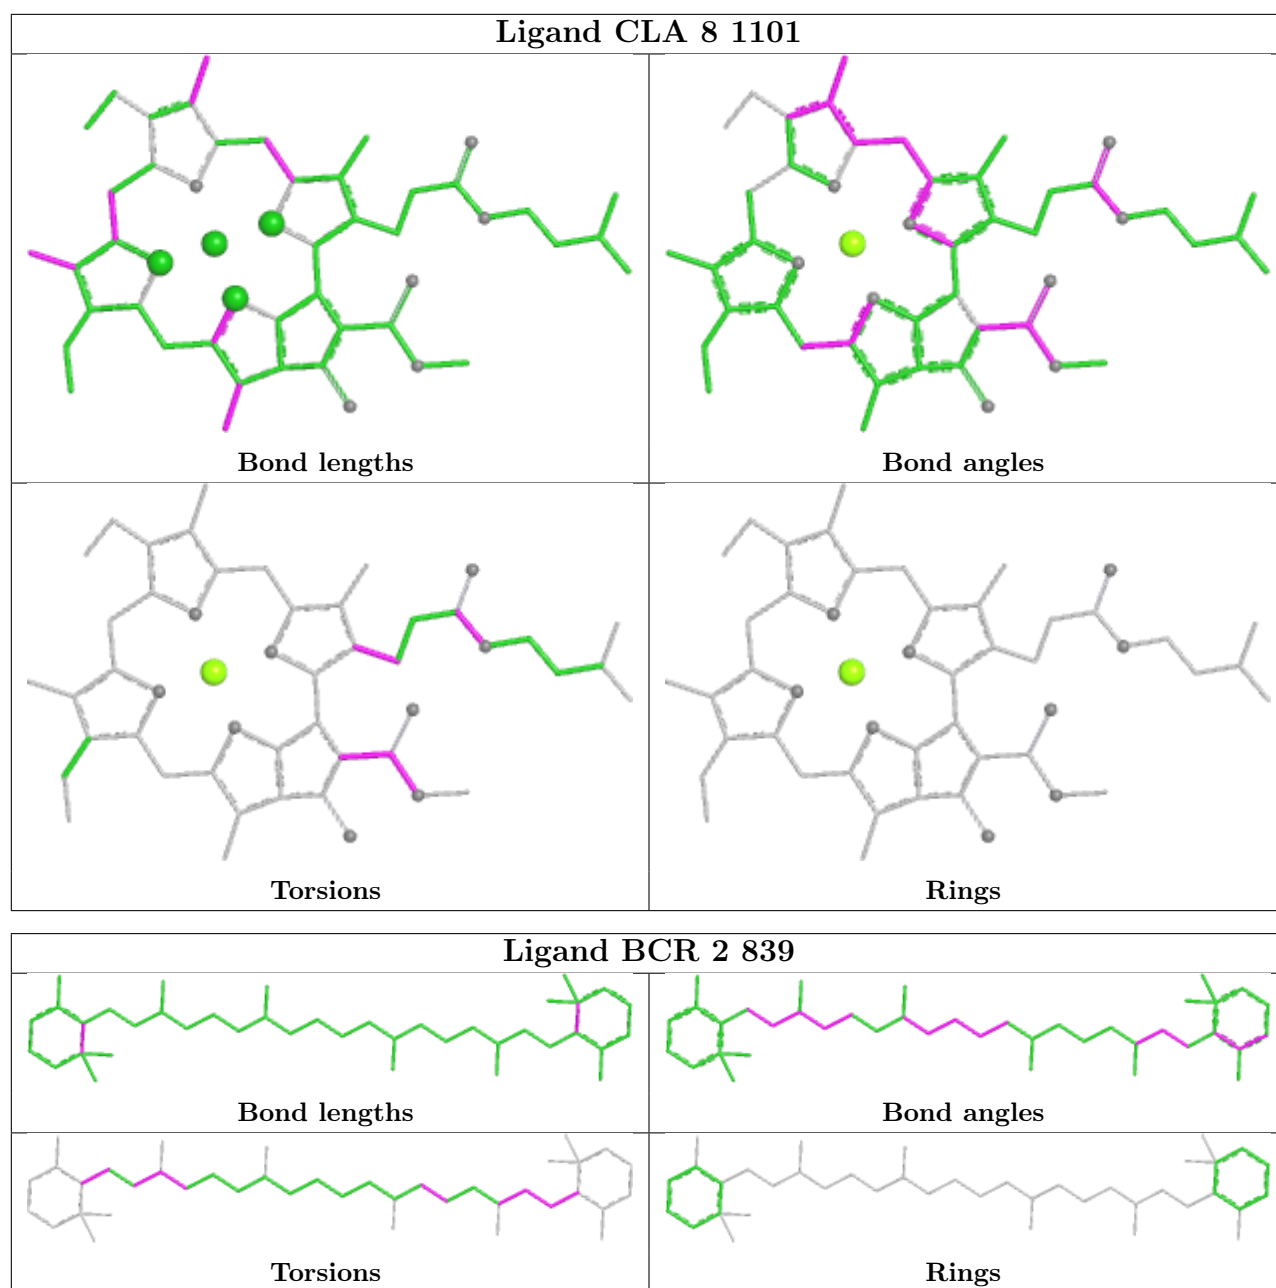 Ligand CLA 8 1101
Bond lengths
Bond angles
Torsions
Rings
Ligand BCR 2 839
Bond lengths
Bond angles
Torsions
Rings